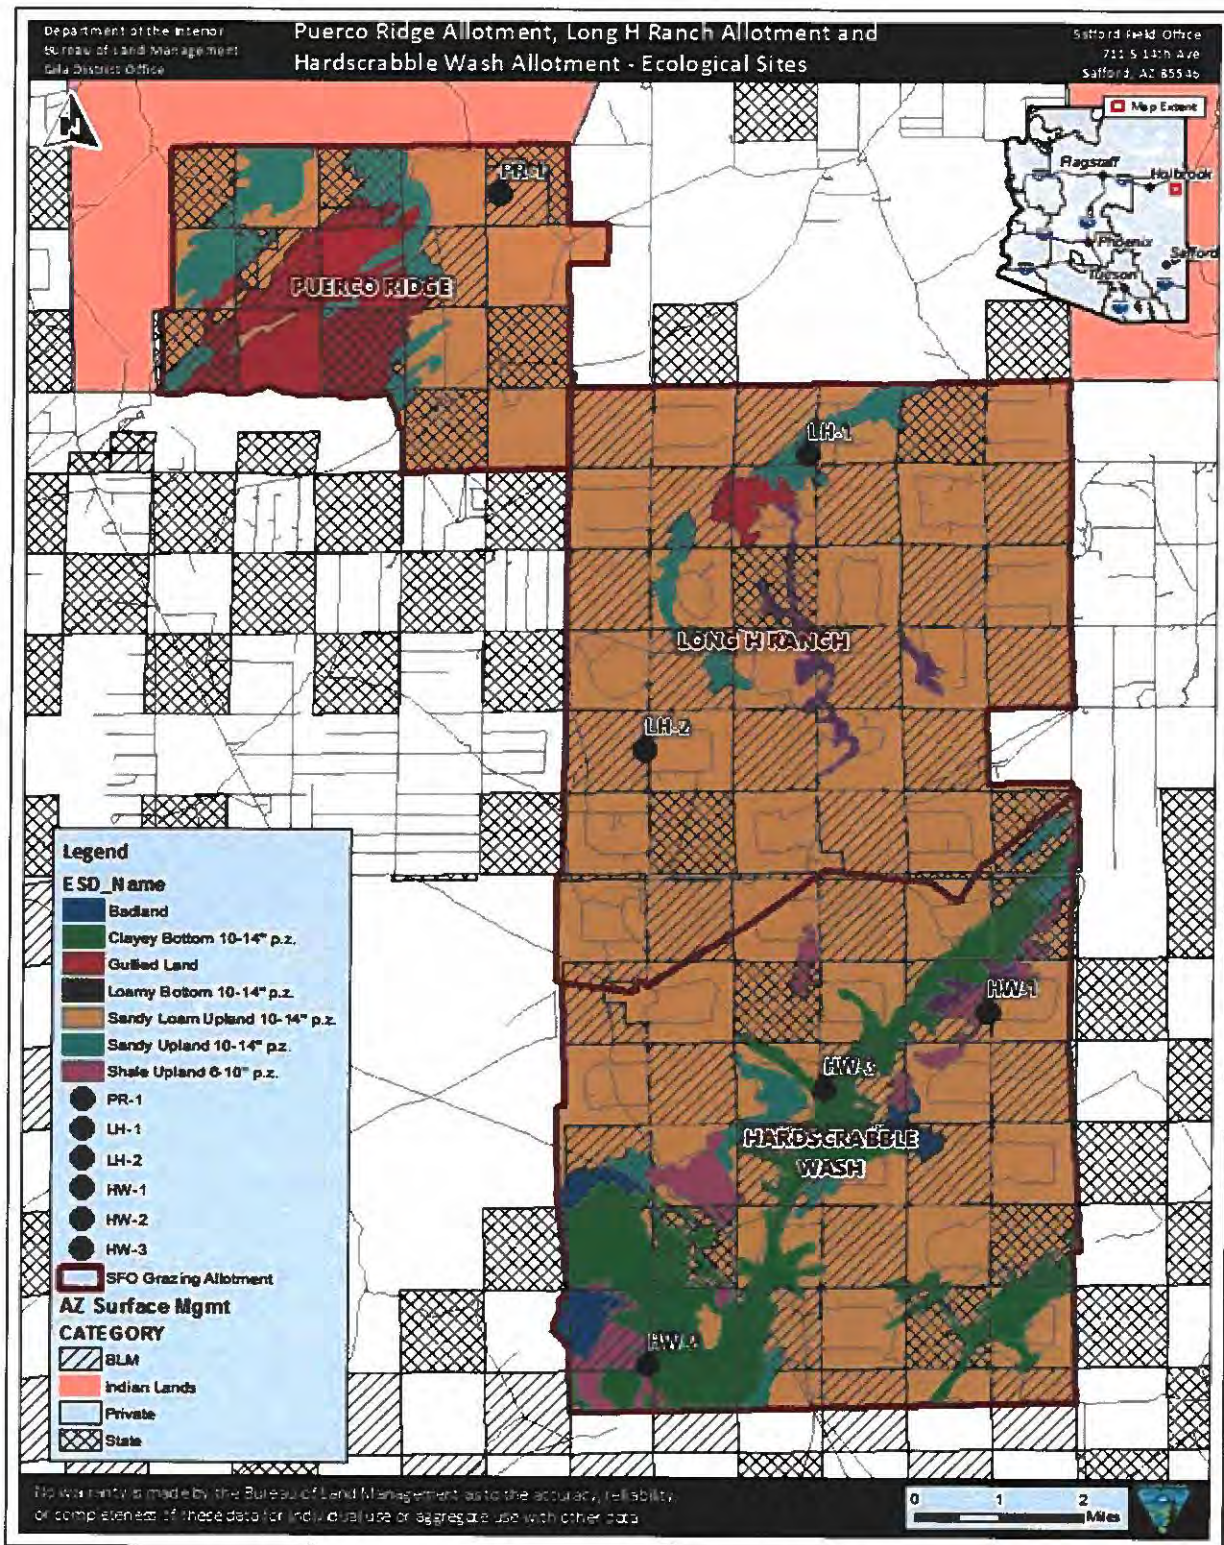 Department of the Interior
Bureau of Land Management
Gila District Office
Puerco Ridge Allotment, Long H Ranch Allotment and
Hardscrabble Wash Allotment - Ecological Sites
Safford Field Office
711 S 14th Ave
Safford, AZ 85546
N
Map Extent
Flagstaff
Holbrook
Phoenix
Safford
Tucson
PR-1
PUERCO RIDGE
LH-1
LONG H RANCH
LH-2
HW-1
HW-3
HARDSCRABBLE
WASH
HW-2
Legend
ESD_Name
Badland
Clayey Bottom 10-14" p.z.
Gullied Land
Loamy Bottom 10-14" p.z.
Sandy Loam Upland 10-14" p.z.
Sandy Upland 10-14" p.z.
Shale Upland 6-10" p.z.
PR-1
LH-1
LH-2
HW-1
HW-2
HW-3
SFO Grazing Allotment
AZ Surface Mgmt
CATEGORY
BLM
Indian Lands
Private
State
No warranty is made by the Bureau of Land Management as to the accuracy, reliability,
or completeness of these data for individual use or aggregate use with other data
0 1 2
Miles